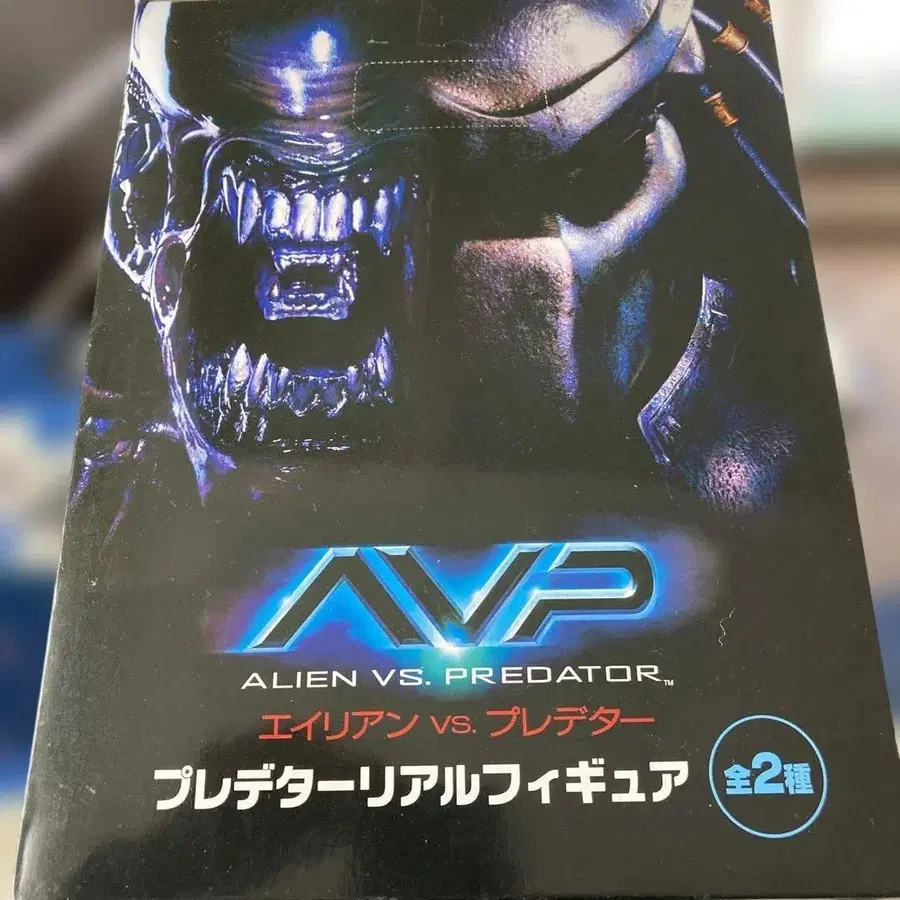 AVP
ALIEN VS. PREDATOR™
エイリアン VS. プレデター
プレデターリアルフィギュア
全2種